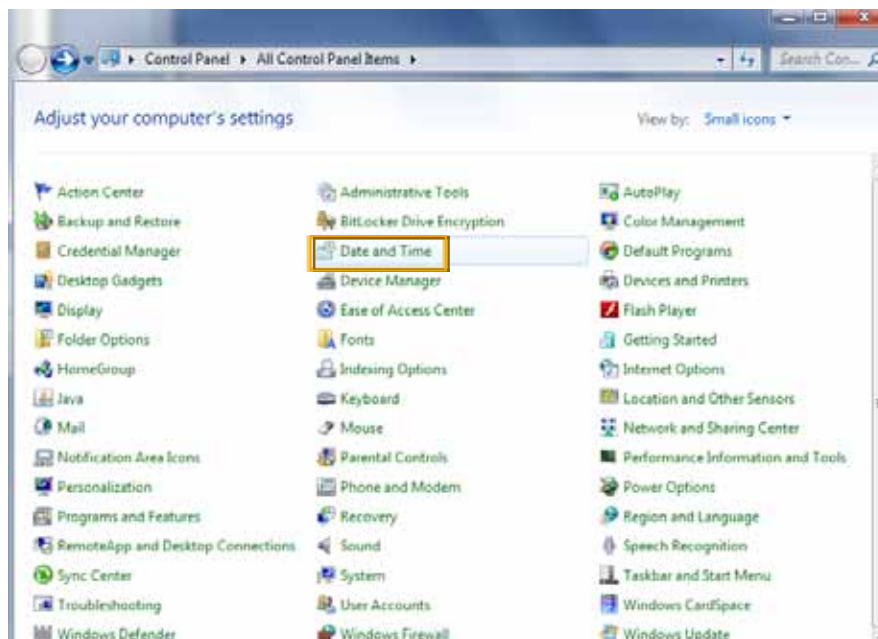 Control Panel All Control Panel Items Search Con...
Adjust your computer's settings View by: Small icons
Action Center Administrative Tools AutoPlay
Backup and Restore BitLocker Drive Encryption Color Management
Credential Manager Date and Time Default Programs
Desktop Gadgets Device Manager Devices and Printers
Display Ease of Access Center Flash Player
Folder Options Fonts Getting Started
HomeGroup Indexing Options Internet Options
Java Keyboard Location and Other Sensors
Mail Mouse Network and Sharing Center
Notification Area Icons Parental Controls Performance Information and Tools
Personalization Phone and Modem Power Options
Programs and Features Recovery Region and Language
RemoteApp and Desktop Connections Sound Speech Recognition
Sync Center System Taskbar and Start Menu
Troubleshooting User Accounts Windows CardSpace
Windows Defender Windows Firewall Windows Update